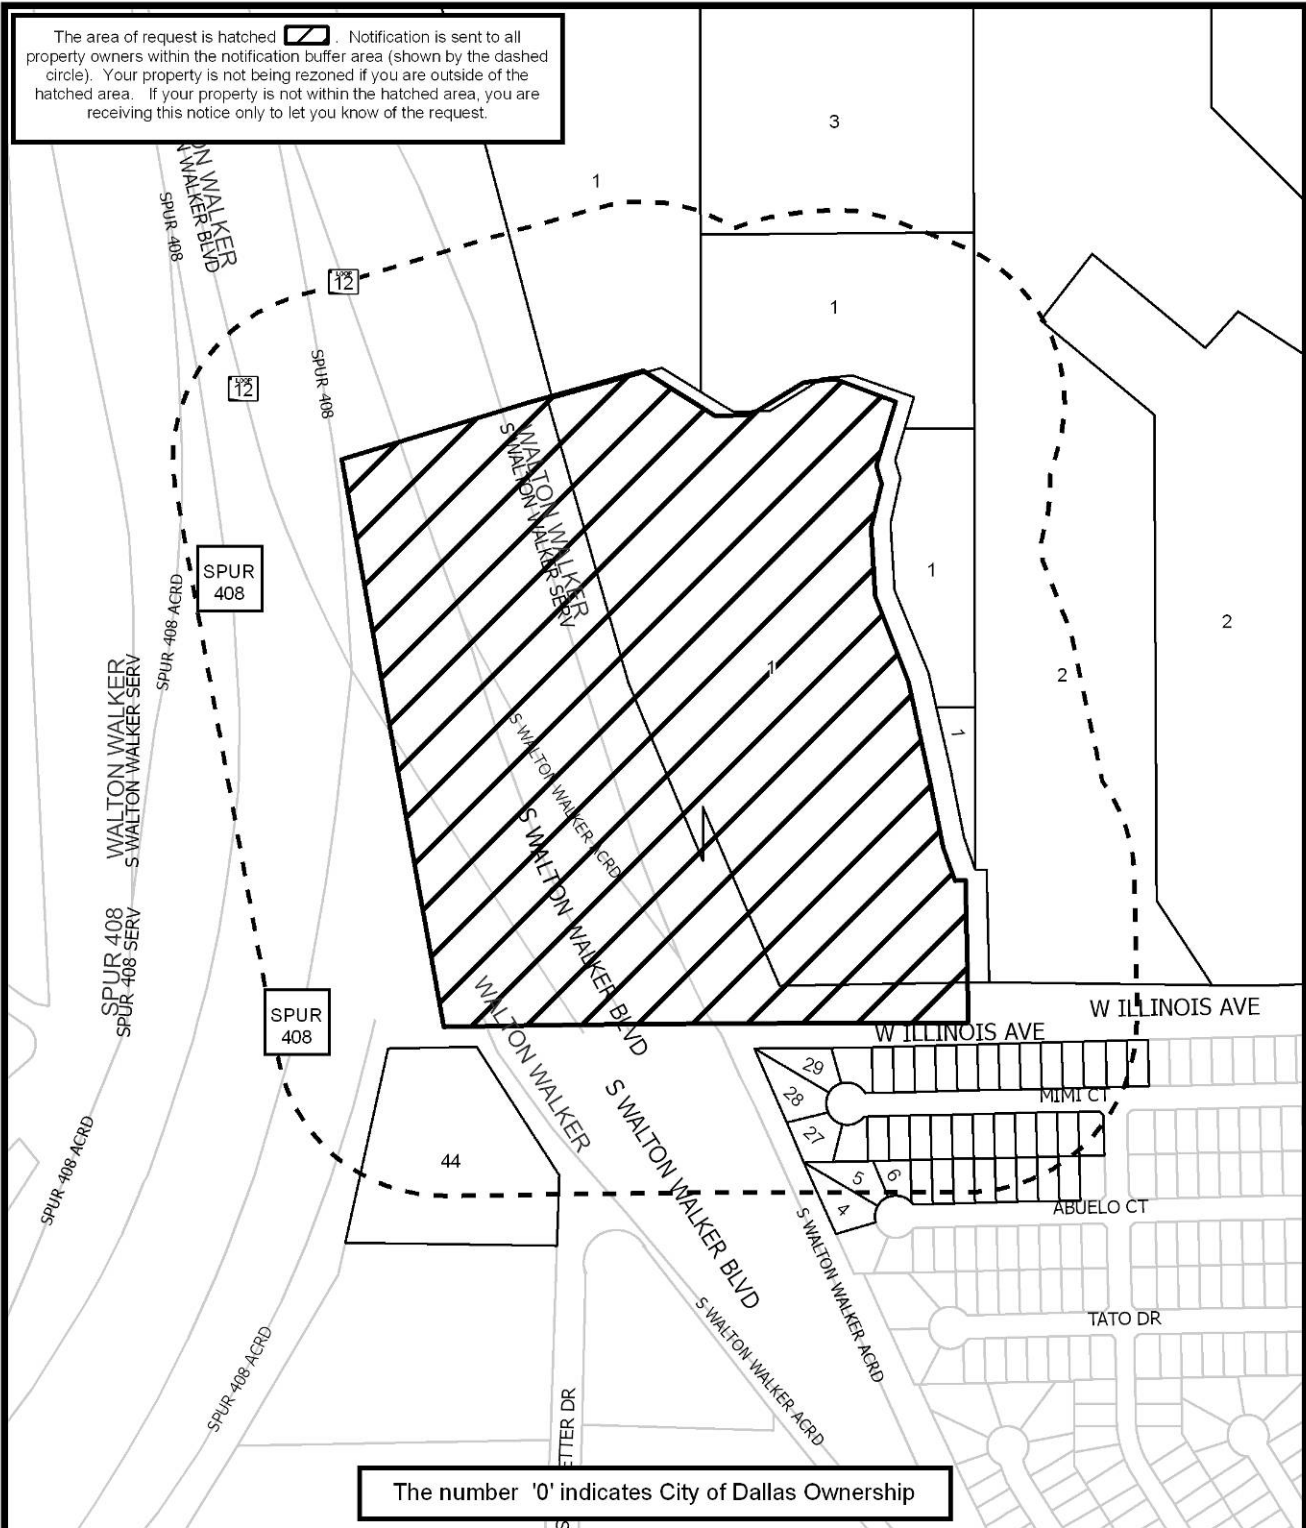 The area of request is hatched . Notification is sent to all
property owners within the notification buffer area (shown by the dashed
circle). Your property is not being rezoned if you are outside of the
hatched area. If your property is not within the hatched area, you are
receiving this notice only to let you know of the request.
3
1
WALKER
N WALKER BLVD
SPUR 408
LOOP
12
1
SPUR 408
LOOP
12
WALTON WALKER
S WALTON WALKER SERV
SPUR
408
1
SPUR 408 ACRD
2
1
2
WALTON WALKER
S WALTON WALKER SERV
S WALTON WALKER ACRD
1
S WALTON WALKER BLVD
SPUR 408
SPUR 408 SERV
SPUR
408
WALTON WALKER
W ILLINOIS AVE
W ILLINOIS AVE
29
28
27
MIMI CT
SPUR 408 ACRD
44
S WALTON WALKER BLVD
5
6
4
ABUELO CT
S WALTON WALKER ACRD
TATO DR
S WALTON WALKER ACRD
SPUR 408 ACRD
ETTER DR
The number '0' indicates City of Dallas Ownership
S